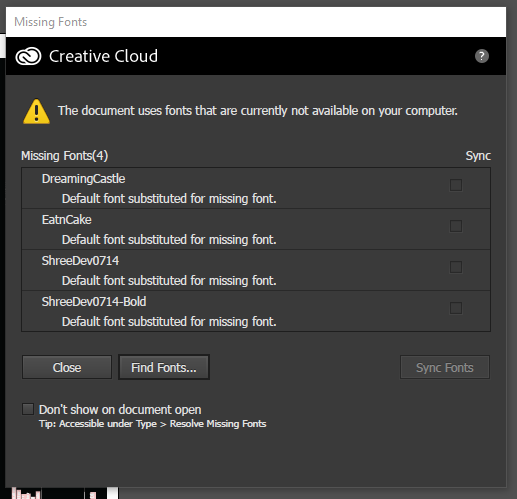 Missing Fonts
Creative Cloud
?
The document uses fonts that are currently not available on your computer.
Missing Fonts(4) Sync
DreamingCastle
Default font substituted for missing font.
EatnCake
Default font substituted for missing font.
ShreeDev0714
Default font substituted for missing font.
ShreeDev0714-Bold
Default font substituted for missing font.
Close Find Fonts... Sync Fonts
Don't show on document open
Tip: Accessible under Type > Resolve Missing Fonts